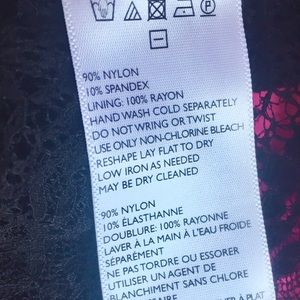 90% NYLON
10% SPANDEX
LINING: 100% RAYON
HAND WASH COLD SEPARATELY
DO NOT WRING OR TWIST
USE ONLY NON-CHLORINE BLEACH
RESHAPE LAY FLAT TO DRY
LOW IRON AS NEEDED
MAY BE DRY CLEANED
90% NYLON
10% ÉLASTHANNE
DOUBLURE: 100% RAYONNE
LAVER À LA MAIN À L'EAU FROIDE
SÉPARÉMENT
NE PAS TORDRE OU ESSORER
UTILISER UN AGENT DE
BLANCHIMENT SANS CHLORE
À PLAT